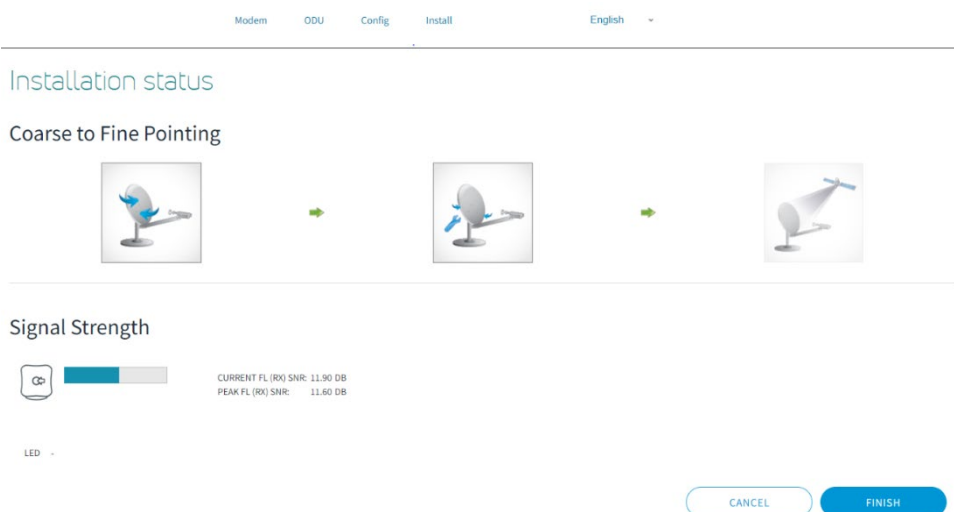 Modem ODU Config Install English
Installation status
Coarse to Fine Pointing
Signal Strength
CURRENT FL (RX) SNR: 11.90 DB
PEAK FL (RX) SNR: 11.60 DB
LED -
CANCEL FINISH